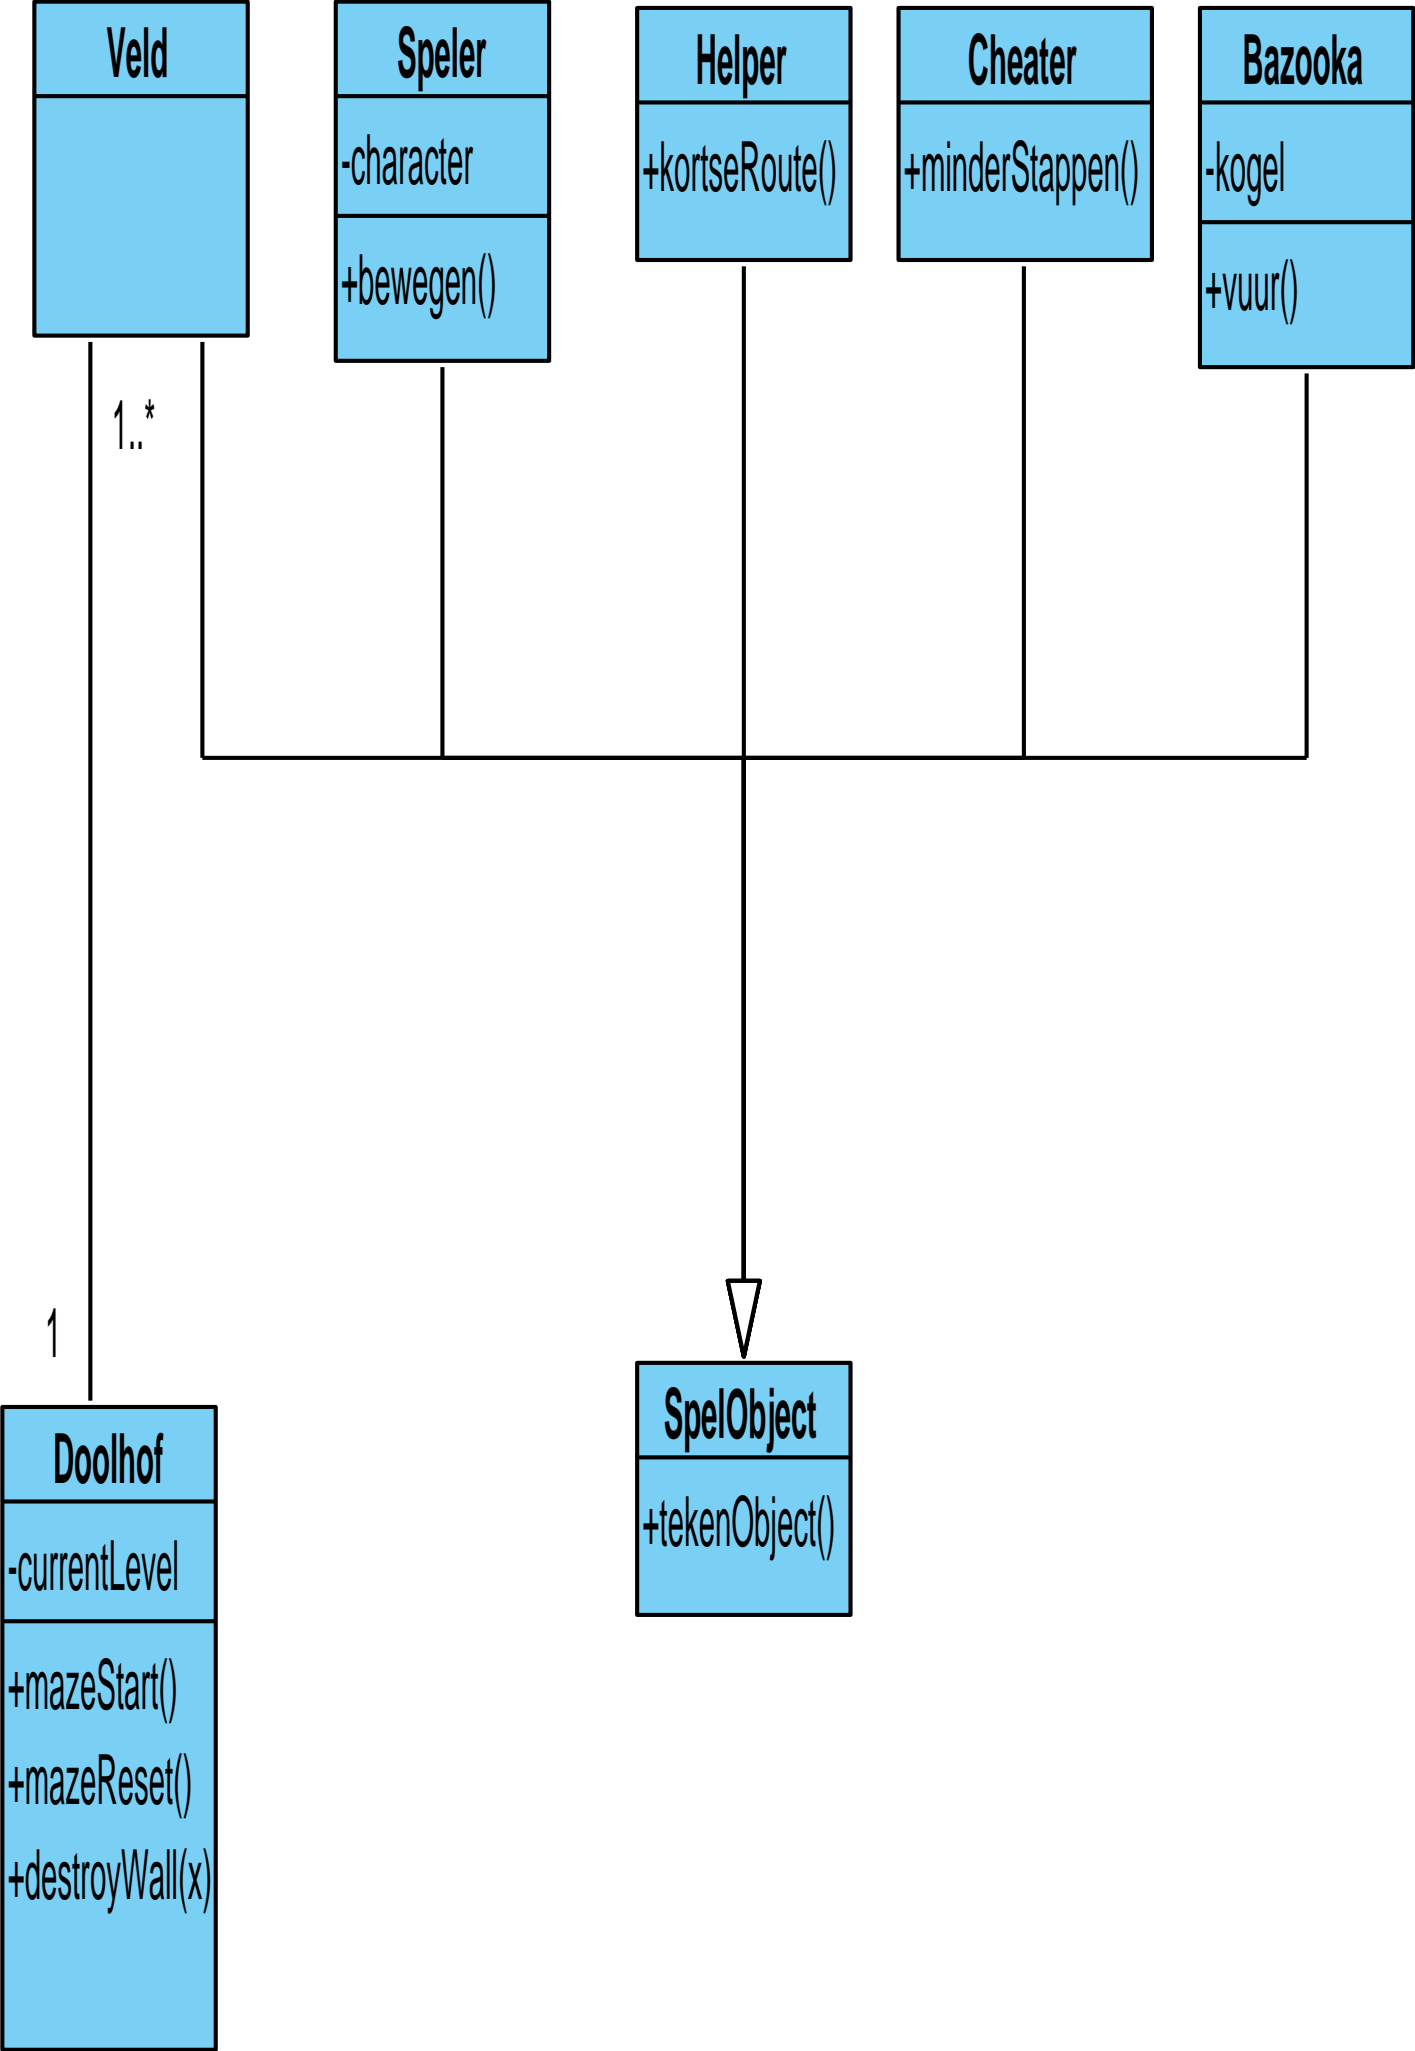 Veld
Speler
-character
+bewegen()
Helper
+kortseRoute()
Cheater
+minderStappen()
Bazooka
-kogel
+vuur()
1..*
1
Doolhof
-currentLevel
+mazeStart()
+mazeReset()
+destroyWall(x)
SpelObject
+tekenObject()